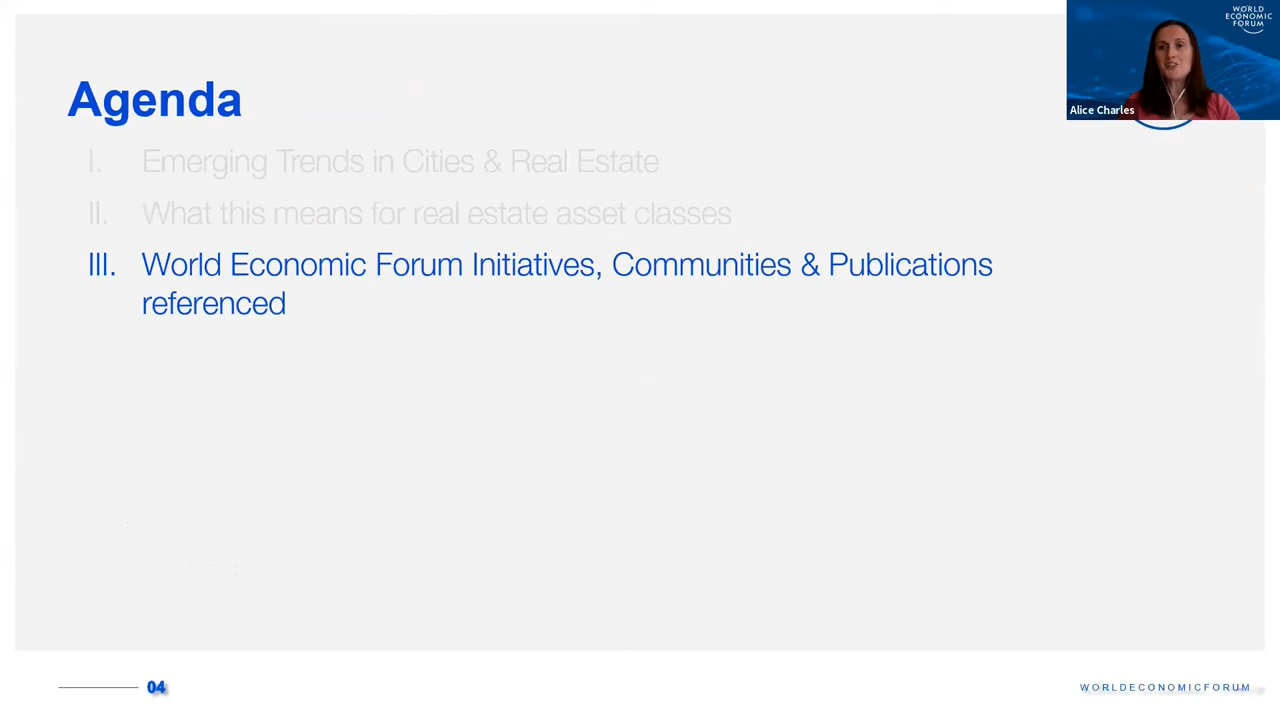 WORLD
ECONOMIC
FORUM
Alice Charles
Agenda
I. Emerging Trends in Cities & Real Estate
II. What this means for real estate asset classes
III. World Economic Forum Initiatives, Communities & Publications
referenced
04
WORLDECONOMICFORUM